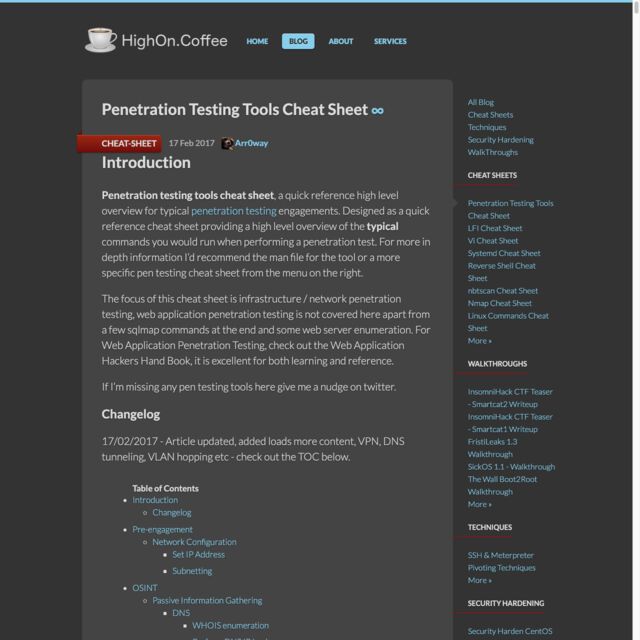 HighOn.Coffee
HOME
BLOG
ABOUT
SERVICES
Penetration Testing Tools Cheat Sheet ∞
CHEAT-SHEET
17 Feb 2017
Arr0way
Introduction
Penetration testing tools cheat sheet, a quick reference high level
overview for typical penetration testing engagements. Designed as a quick
reference cheat sheet providing a high level overview of the typical
commands you would run when performing a penetration test. For more in
depth information I'd recommend the man file for the tool or a more
specific pen testing cheat sheet from the menu on the right.
The focus of this cheat sheet is infrastructure / network penetration
testing, web application penetration testing is not covered here apart from
a few sqlmap commands at the end and some web server enumeration. For
Web Application Penetration Testing, check out the Web Application
Hackers Hand Book, it is excellent for both learning and reference.
If I'm missing any pen testing tools here give me a nudge on twitter.
Changelog
17/02/2017 - Article updated, added loads more content, VPN, DNS
tunneling, VLAN hopping etc - check out the TOC below.
Table of Contents
Introduction
Changelog
Pre-engagement
Network Configuration
Set IP Address
Subnetting
OSINT
Passive Information Gathering
DNS
WHOIS enumeration
All Blog
Cheat Sheets
Techniques
Security Hardening
WalkThroughs
CHEAT SHEETS
Penetration Testing Tools
Cheat Sheet
LFI Cheat Sheet
Vi Cheat Sheet
Systemd Cheat Sheet
Reverse Shell Cheat
Sheet
nbtscan Cheat Sheet
Nmap Cheat Sheet
Linux Commands Cheat
Sheet
More »
WALKTHROUGHS
InsomniHack CTF Teaser
- Smartcat2 Writeup
InsomniHack CTF Teaser
- Smartcat1 Writeup
FristiLeaks 1.3
Walkthrough
SickOS 1.1 - Walkthrough
The Wall Boot2Root
Walkthrough
More »
TECHNIQUES
SSH & Meterpreter
Pivoting Techniques
More »
SECURITY HARDENING
Security Harden CentOS